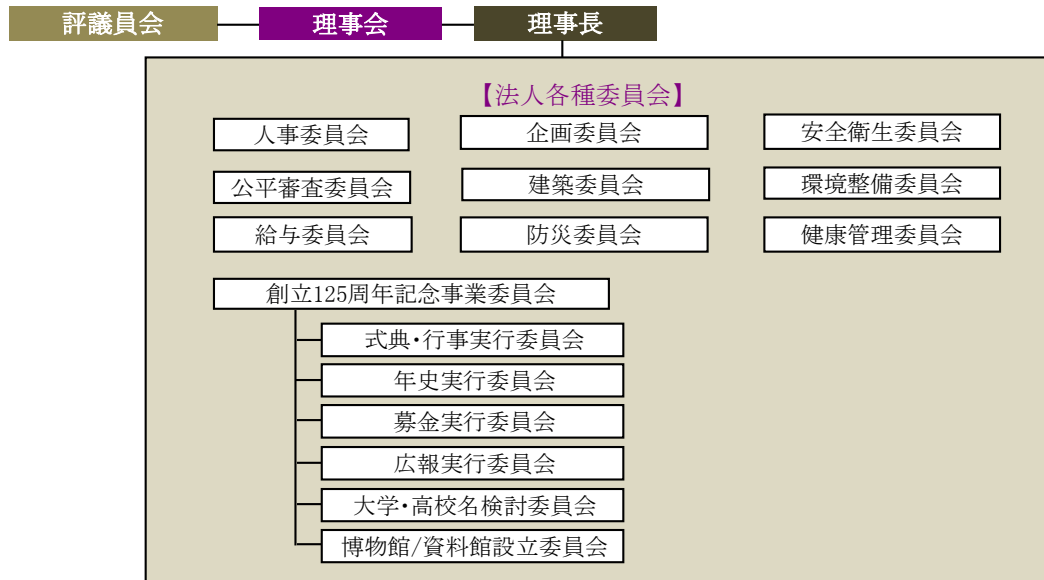 評議員会
理事会
理事長
【法人各種委員会】
人事委員会
企画委員会
安全衛生委員会
公平審査委員会
建築委員会
環境整備委員会
給与委員会
防災委員会
健康管理委員会
創立125周年記念事業委員会
式典・行事実行委員会
年史実行委員会
募金実行委員会
広報実行委員会
大学・高校名検討委員会
博物館/資料館設立委員会